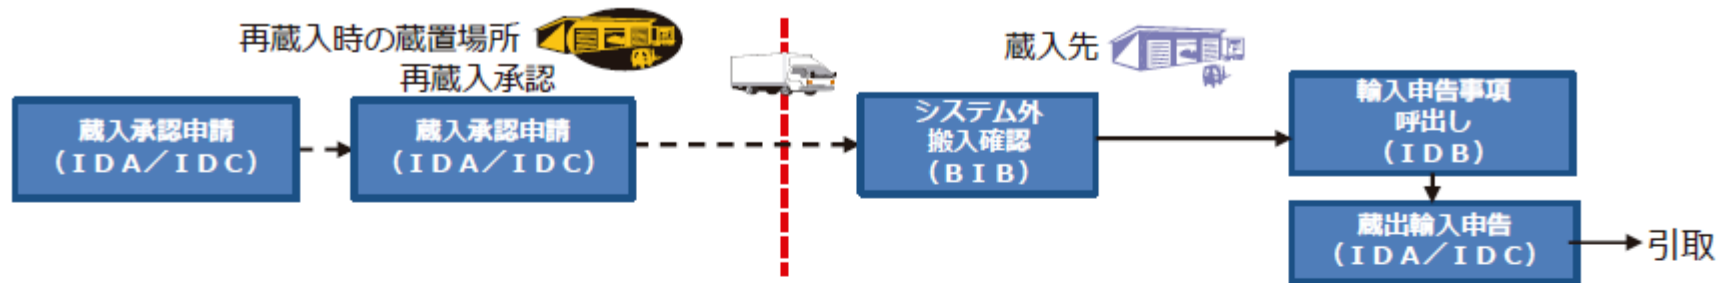 再蔵入時の蔵置場所
再蔵入承認
蔵入先
蔵入承認申請
（ＩＤＡ／ＩＤＣ）
蔵入承認申請
（ＩＤＡ／ＩＤＣ）
システム外
搬入確認
（ＢＩＢ）
輸入申告事項
呼出し
（ＩＤＢ）
蔵出輸入申告
（ＩＤＡ／ＩＤＣ）
引取